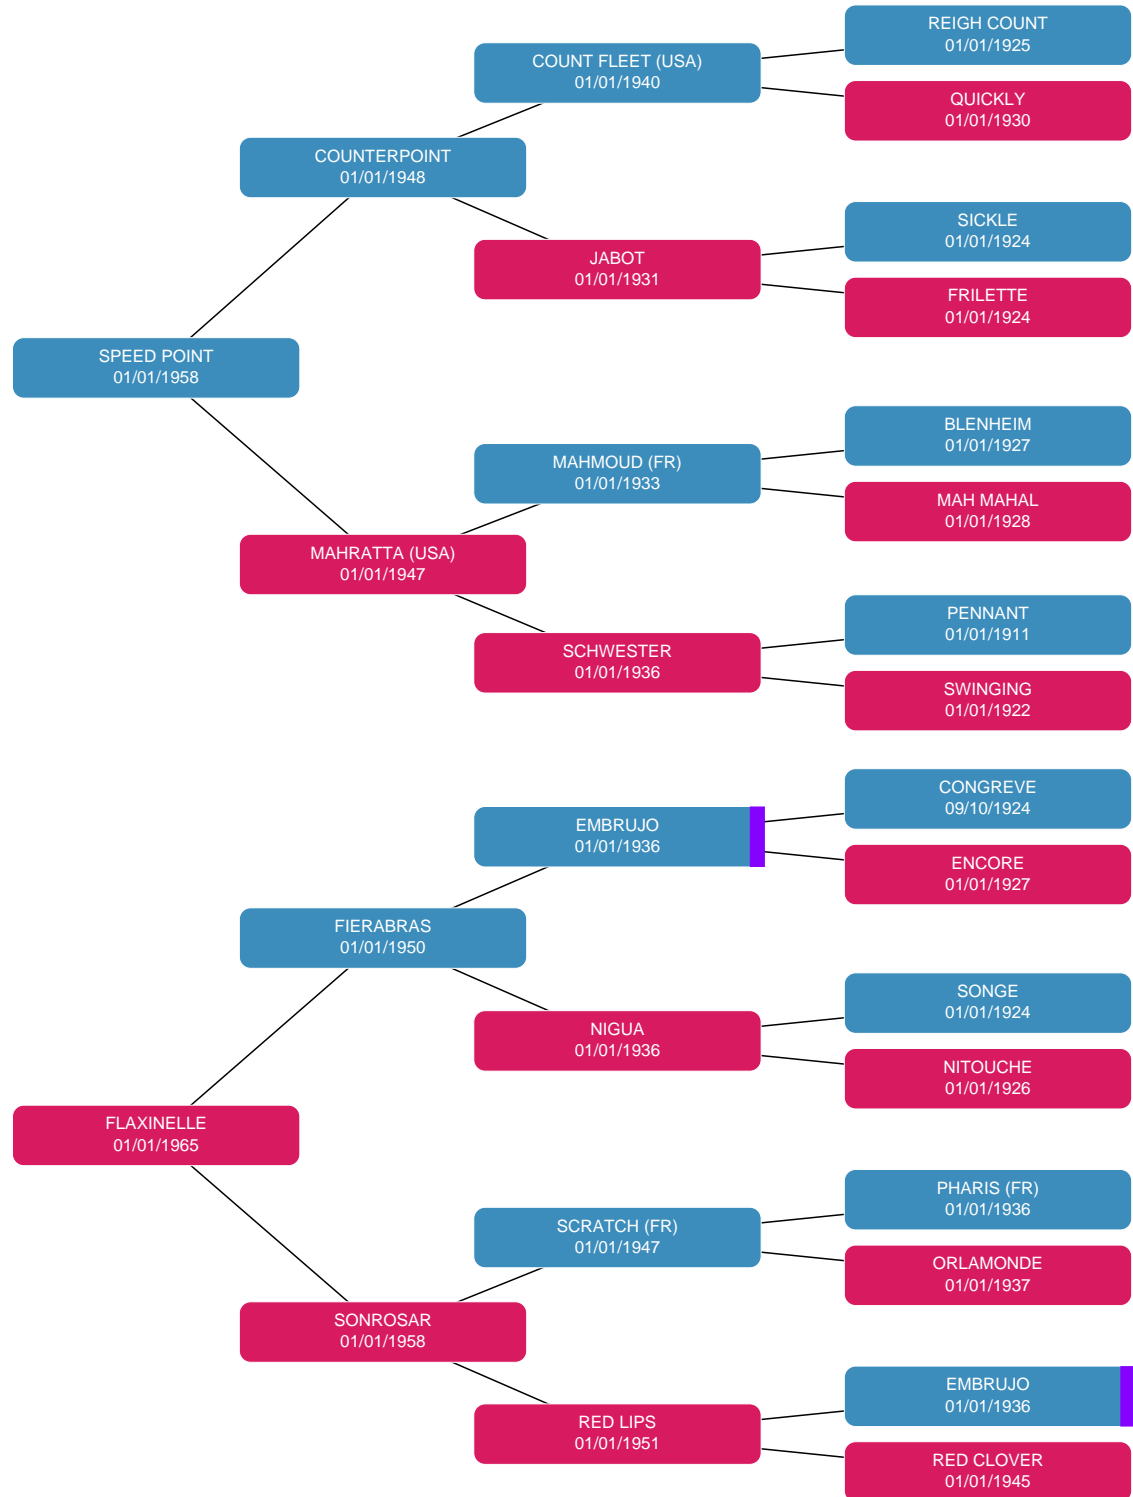 REIGH COUNT
01/01/1925
COUNT FLEET (USA)
01/01/1940
QUICKLY
01/01/1930
COUNTERPOINT
01/01/1948
SICKLE
01/01/1924
JABOT
01/01/1931
FRILETTE
01/01/1924
SPEED POINT
01/01/1958
BLENHEIM
01/01/1927
MAHMOUD (FR)
01/01/1933
MAH MAHAL
01/01/1928
MAHRATTA (USA)
01/01/1947
PENNANT
01/01/1911
SCHWESTER
01/01/1936
SWINGING
01/01/1922
CONGREVE
09/10/1924
EMBRUJO
01/01/1936
ENCORE
01/01/1927
FIERABRAS
01/01/1950
SONGE
01/01/1924
NIGUA
01/01/1936
NITOUCHE
01/01/1926
FLAXINELLE
01/01/1965
PHARIS (FR)
01/01/1936
SCRATCH (FR)
01/01/1947
ORLAMONDE
01/01/1937
SONROSAR
01/01/1958
EMBRUJO
01/01/1936
RED LIPS
01/01/1951
RED CLOVER
01/01/1945